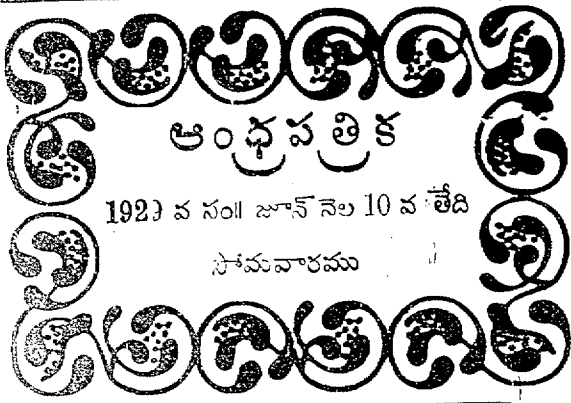 ఆంధ్రపత్రిక
1929 వ సం॥ జూన్ నెల 10 వ తేది
సోమవారము